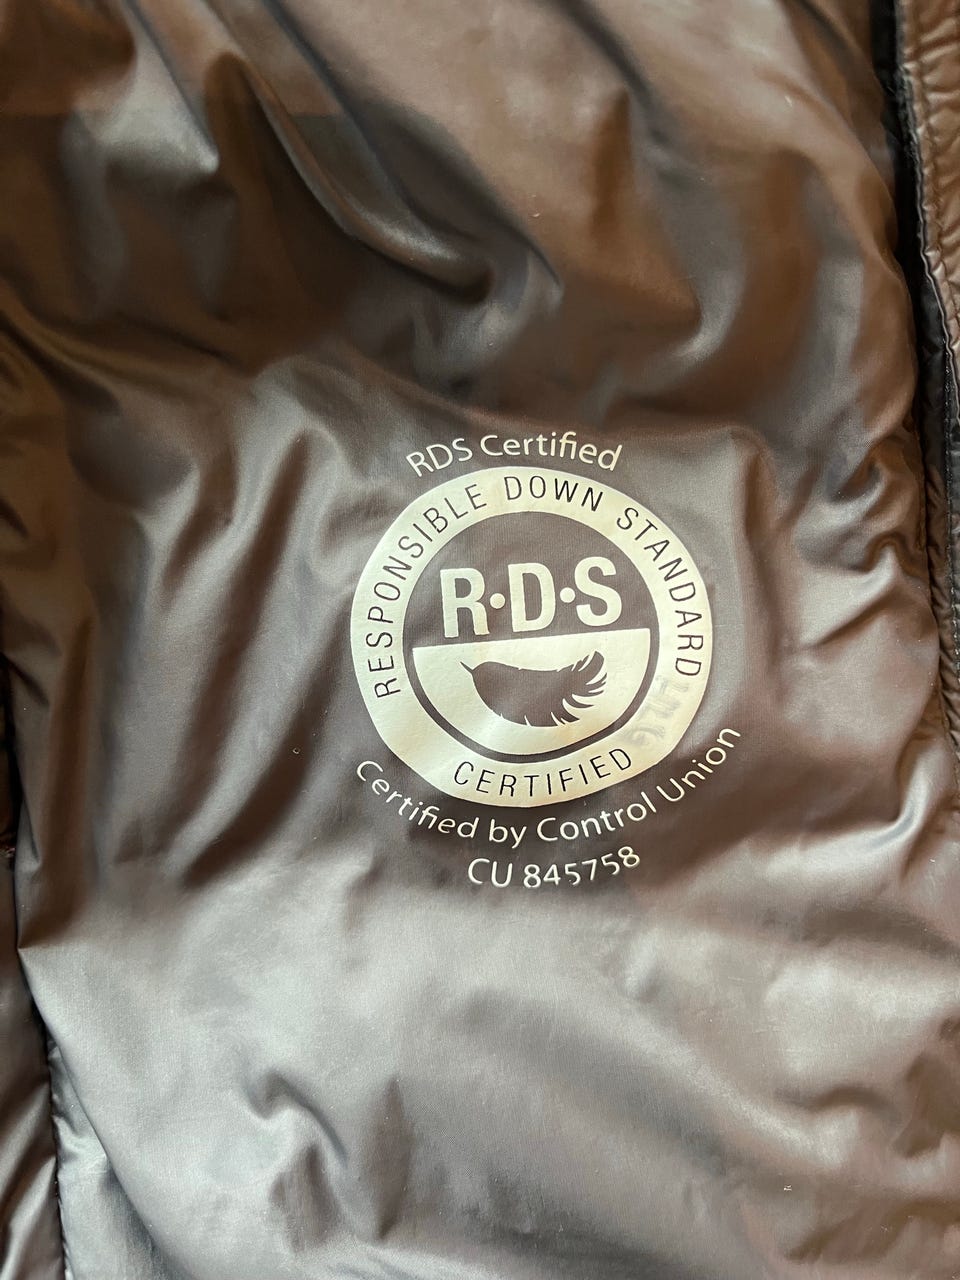 RDS Certified
RESPONSIBLE DOWN STANDARD
R·D·S
CERTIFIED
Certified by Control Union
CU 845758